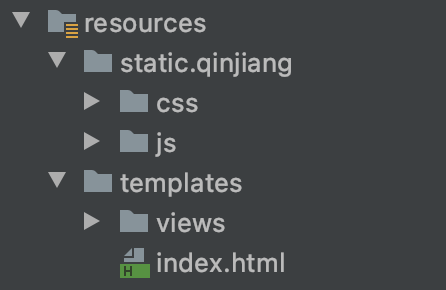 resources
static.qinjiang
css
js
templates
views
H index.html